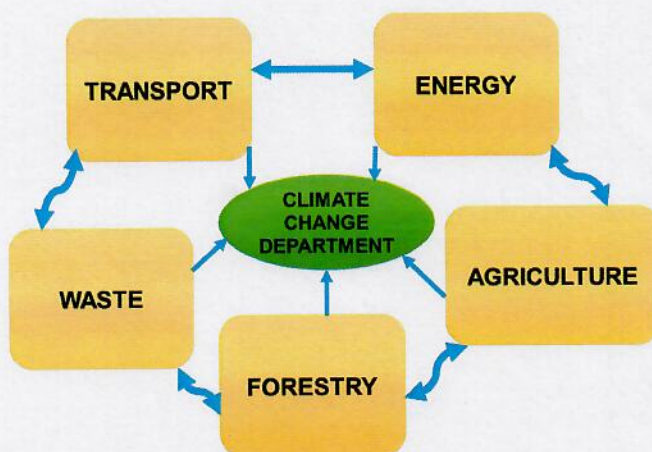 TRANSPORT
ENERGY
CLIMATE
CHANGE
DEPARTMENT
WASTE
AGRICULTURE
FORESTRY